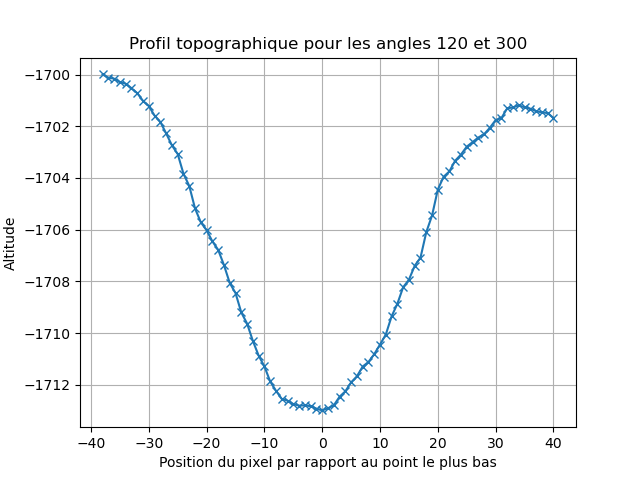 Profil topographique pour les angles 120 et 300
Altitude
−1700
−1702
−1704
−1706
−1708
−1710
−1712
−40 −30 −20 −10 0 10 20 30 40
Position du pixel par rapport au point le plus bas